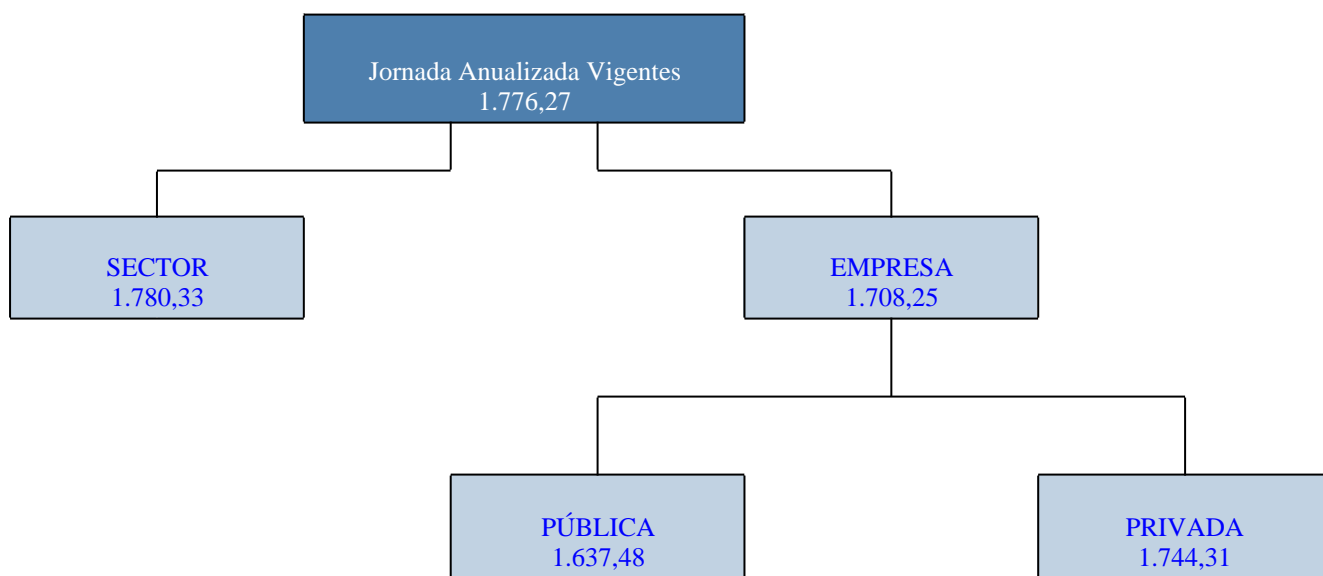 Jornada Anualizada Vigentes
1.776,27
SECTOR
1.780,33
EMPRESA
1.708,25
PÚBLICA
1.637,48
PRIVADA
1.744,31